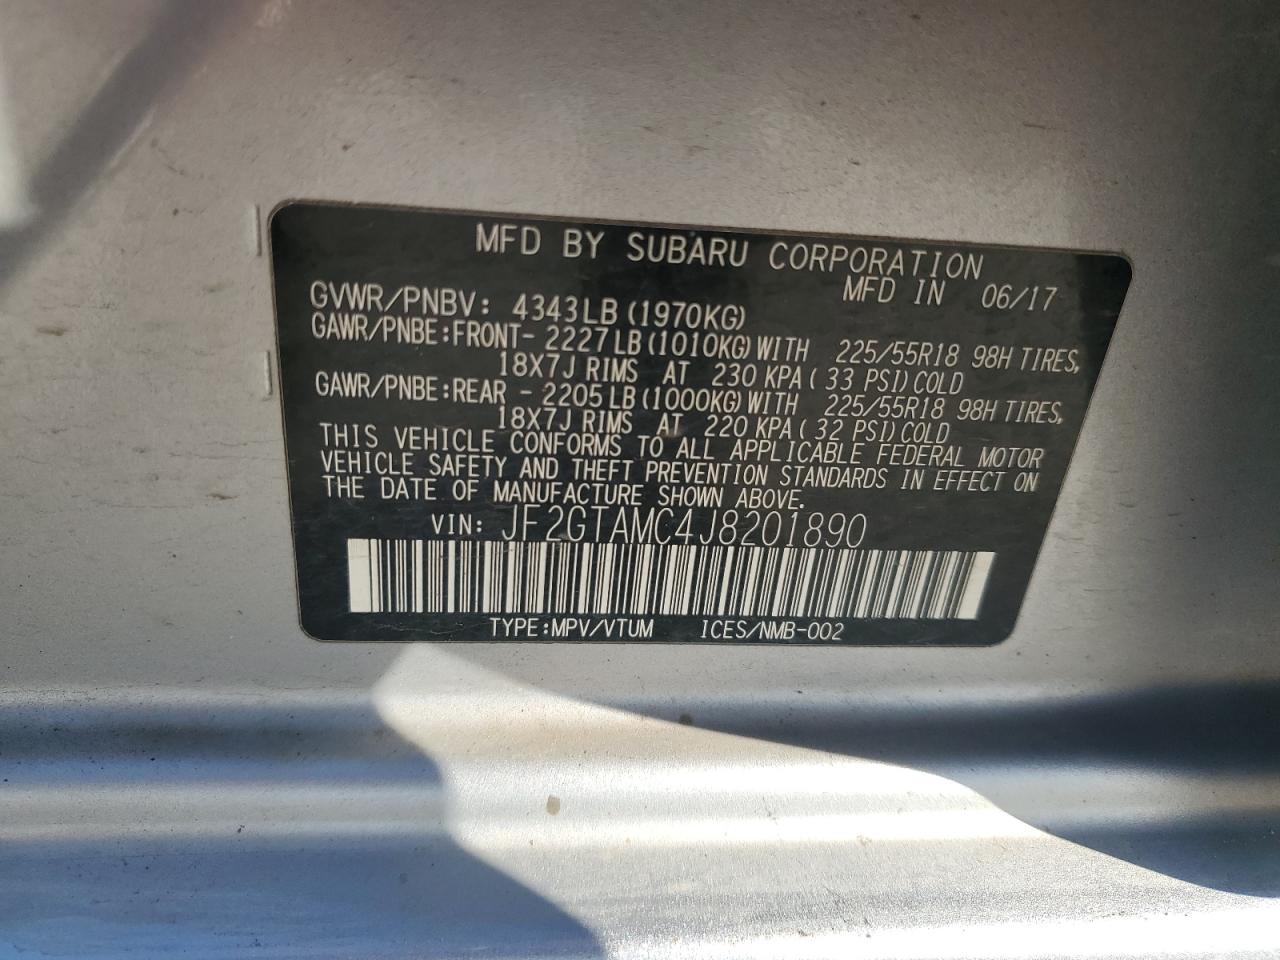 MFD BY SUBARU CORPORATION
MFD IN 06/17
GVWR/PNBV: 4343LB (1970KG)
GAWR/PNBE:FRONT- 2227LB (1010KG) WITH 225/55R18 98H TIRES,
18X7J RIMS AT 230 KPA ( 33 PSI) COLD
GAWR/PNBE:REAR - 2205LB (1000KG) WITH 225/55R18 98H TIRES,
18X7J RIMS AT 220 KPA ( 32 PSI) COLD
THIS VEHICLE CONFORMS TO ALL APPLICABLE FEDERAL MOTOR
VEHICLE SAFETY AND THEFT PREVENTION STANDARDS IN EFFECT ON
THE DATE OF MANUFACTURE SHOWN ABOVE.
VIN: JF2GTAMC4J8201890
TYPE:MPV/VTUM ICES/NMB-002